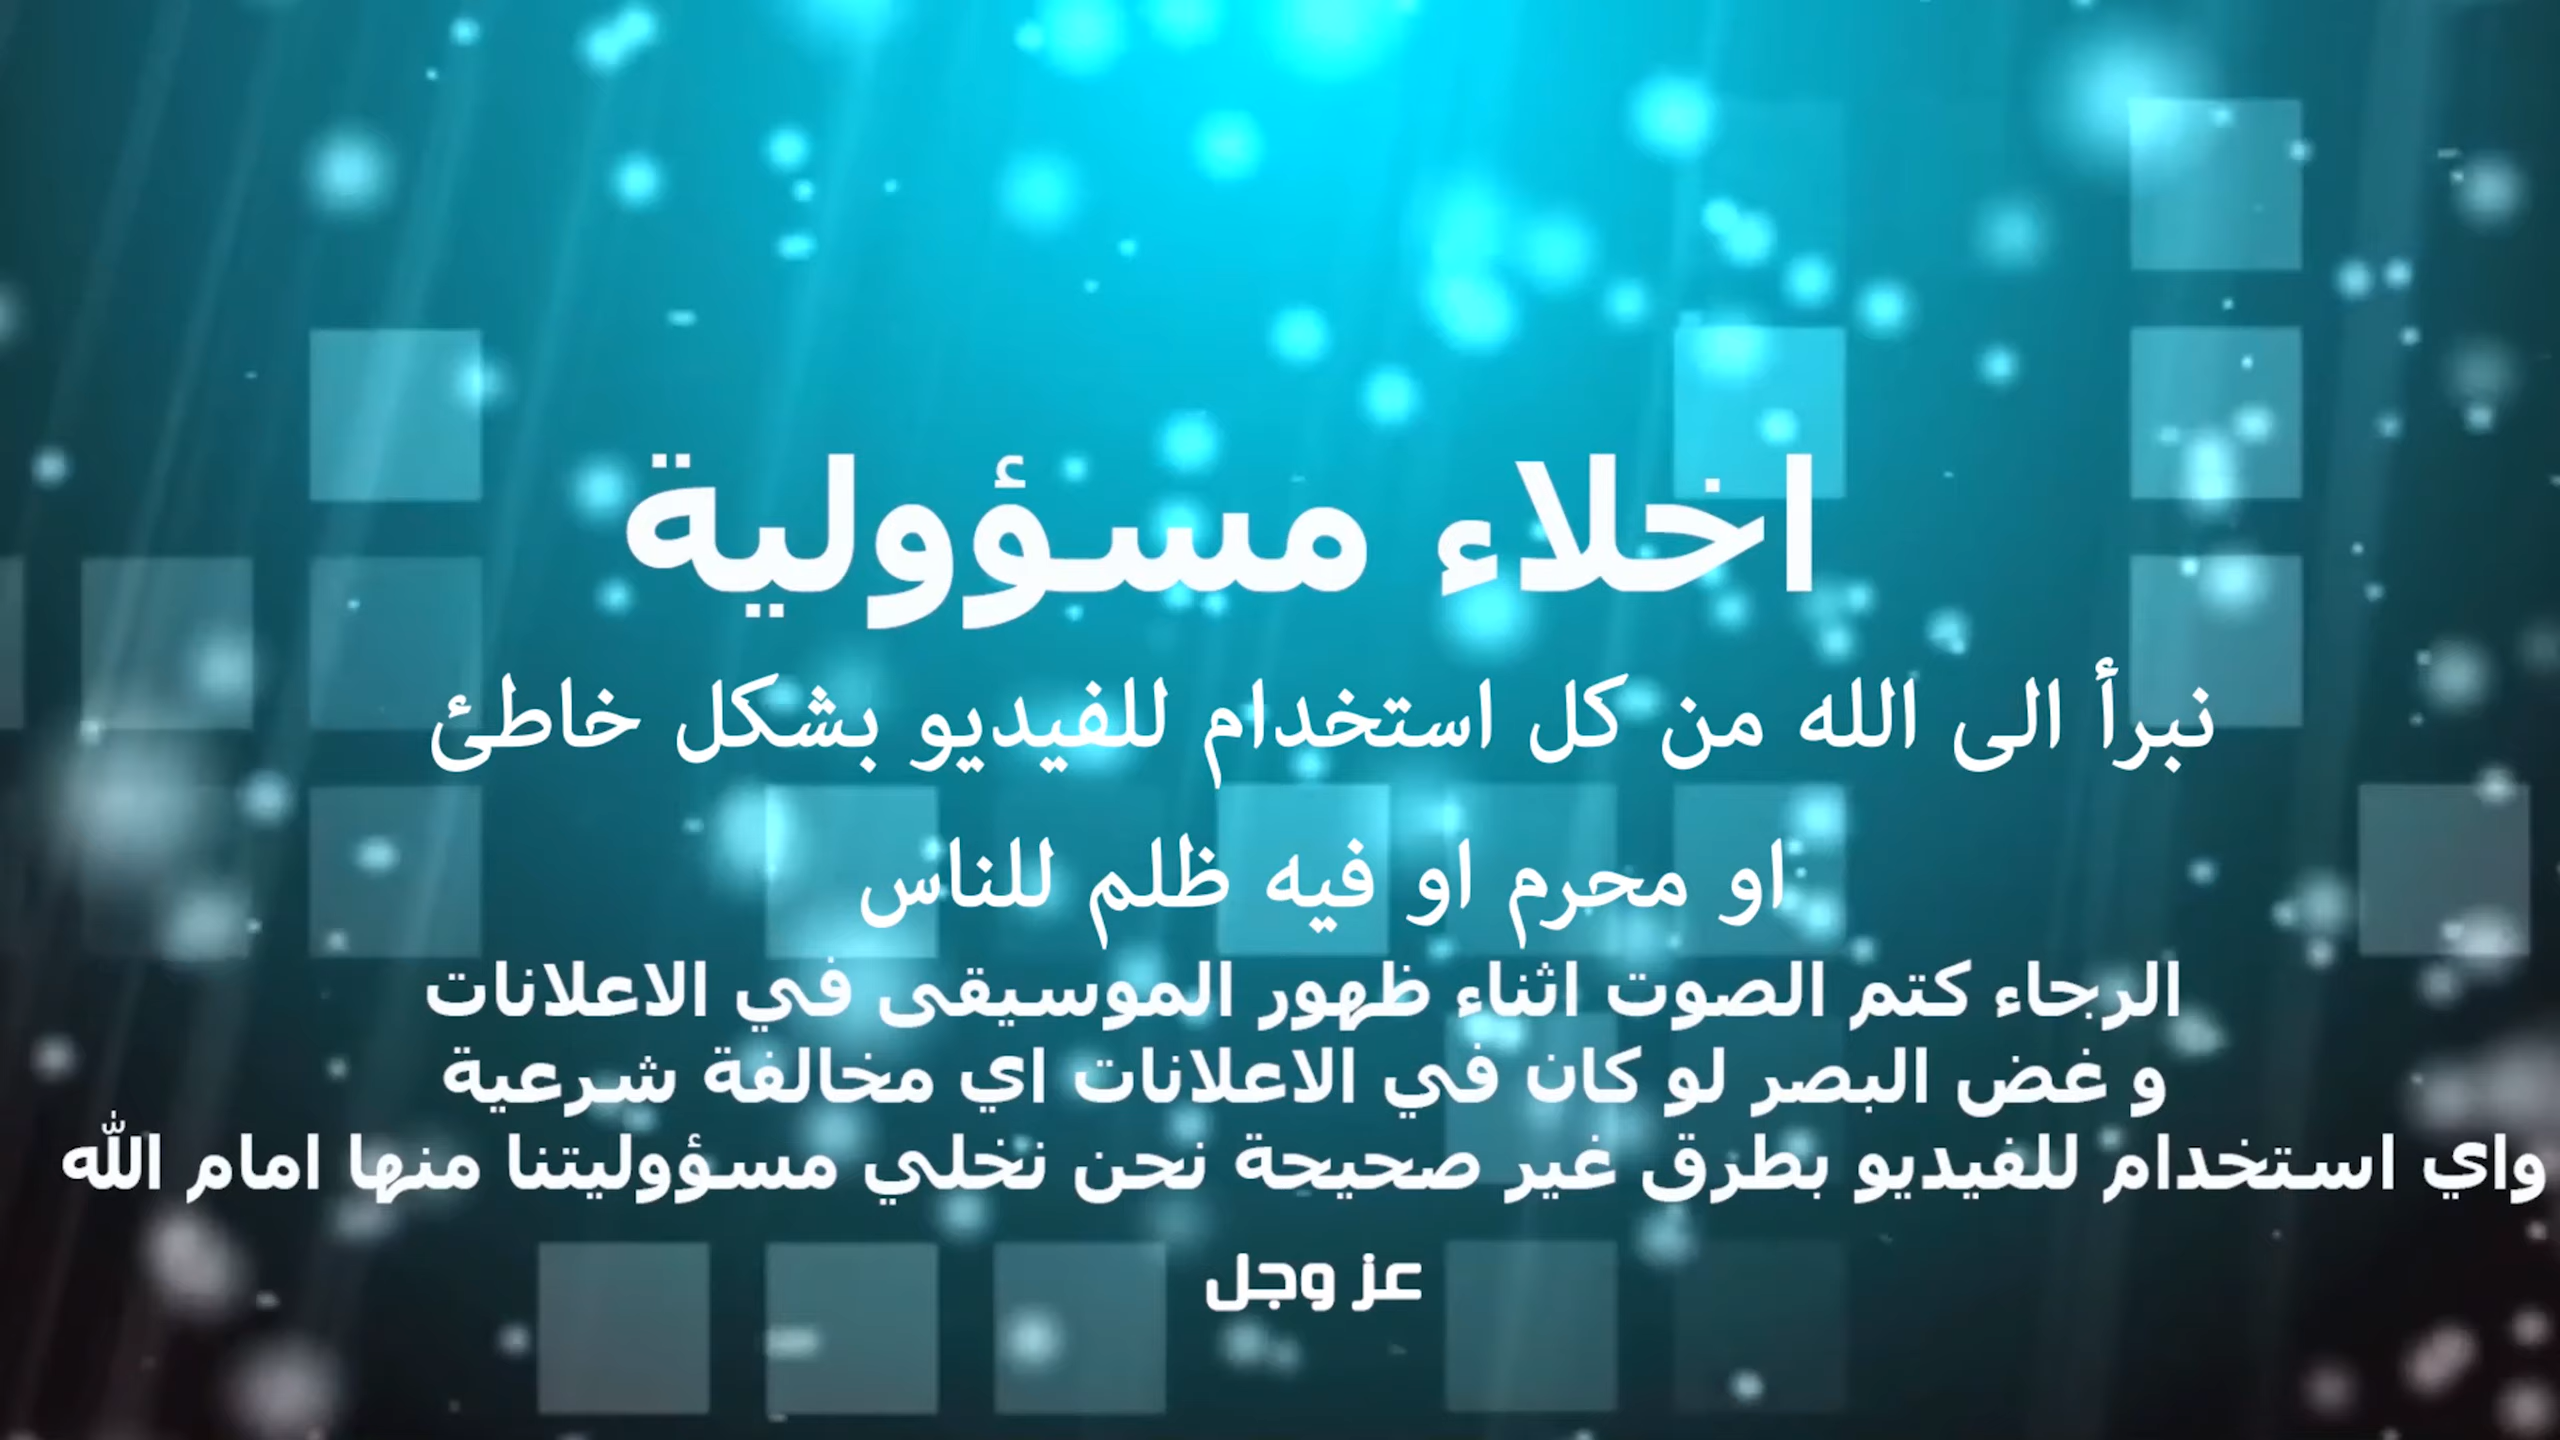 اخلاء مسؤولية
نبرأ الى الله من كل استخدام للفيديو بشكل خاطئ
او محرم او فيه ظلم للناس
الرجاء كتم الصوت اثناء ظهور الموسيقى في الاعلانات
و غض البصر لو كان في الاعلانات اي مخالفة شرعية
واي استخدام للفيديو بطرق غير صحيحة نحن نخلي مسؤوليتنا منها امام الله
عز وجل